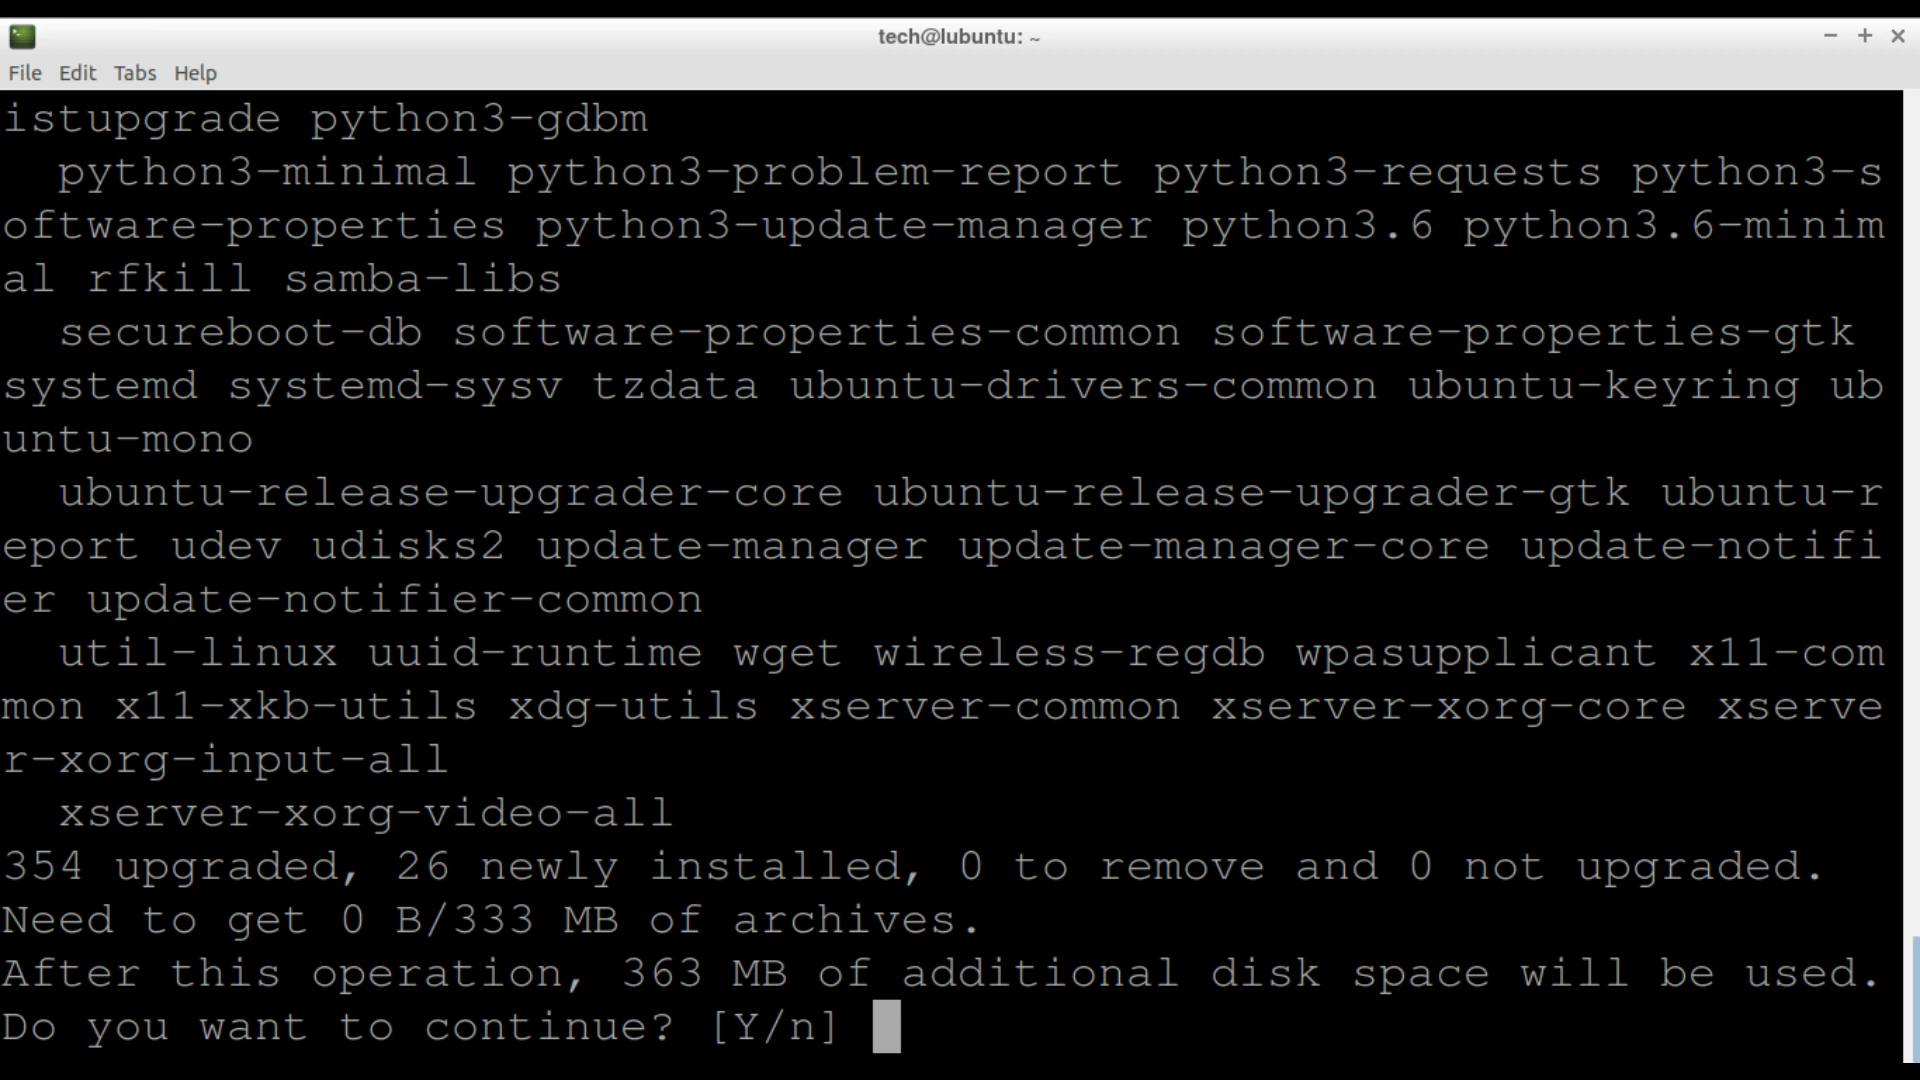 tech@lubuntu: ~
File Edit Tabs Help
istupgrade python3-gdbm
python3-minimal python3-problem-report python3-requests python3-s
oftware-properties python3-update-manager python3.6 python3.6-minim
al rfkill samba-libs
secureboot-db software-properties-common software-properties-gtk
systemd systemd-sysv tzdata ubuntu-drivers-common ubuntu-keyring ub
untu-mono
ubuntu-release-upgrader-core ubuntu-release-upgrader-gtk ubuntu-r
eport udev udisks2 update-manager update-manager-core update-notifi
er update-notifier-common
util-linux uuid-runtime wget wireless-regdb wpasupplicant x11-com
mon x11-xkb-utils xdg-utils xserver-common xserver-xorg-core xserve
r-xorg-input-all
xserver-xorg-video-all
354 upgraded, 26 newly installed, 0 to remove and 0 not upgraded.
Need to get 0 B/333 MB of archives.
After this operation, 363 MB of additional disk space will be used.
Do you want to continue? [Y/n]